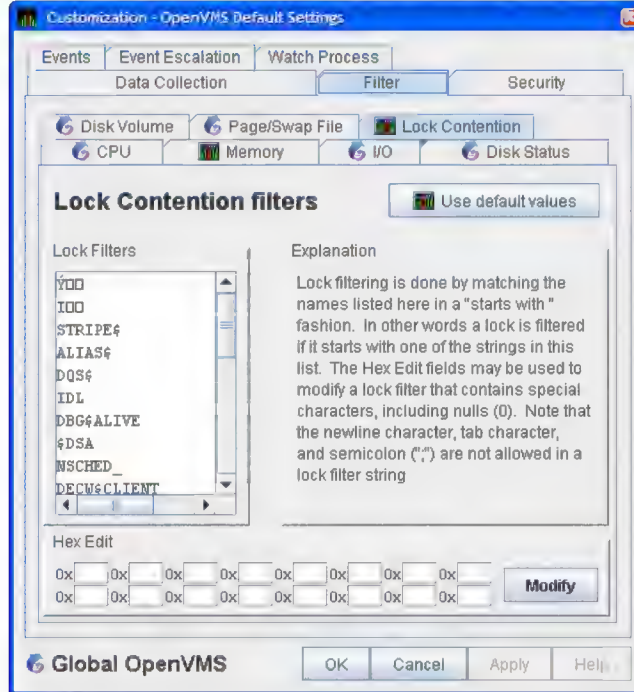 Customization - OpenVMS Default Settings
Events Event Escalation Watch Process
Data Collection Filter Security
Disk Volume Page/Swap File Lock Contention
CPU Memory I/O Disk Status
Lock Contention filters
Use default values
Lock Filters
Ý□□
I□□
STRIPE$
ALIAS$
DQS$
IDL
DBG$ALIVE
$DSA
NSCHED_
DECW$CLIENT
Explanation
Lock filtering is done by matching the
names listed here in a "starts with "
fashion. In other words a lock is filtered
if it starts with one of the strings in this
list. The Hex Edit fields may be used to
modify a lock filter that contains special
characters, including nulls (0). Note that
the newline character, tab character,
and semicolon (";") are not allowed in a
lock filter string
Hex Edit
0x 0x 0x 0x 0x 0x 0x 0x
0x 0x 0x 0x 0x 0x 0x 0x
Modify
Global OpenVMS
OK Cancel Apply Help